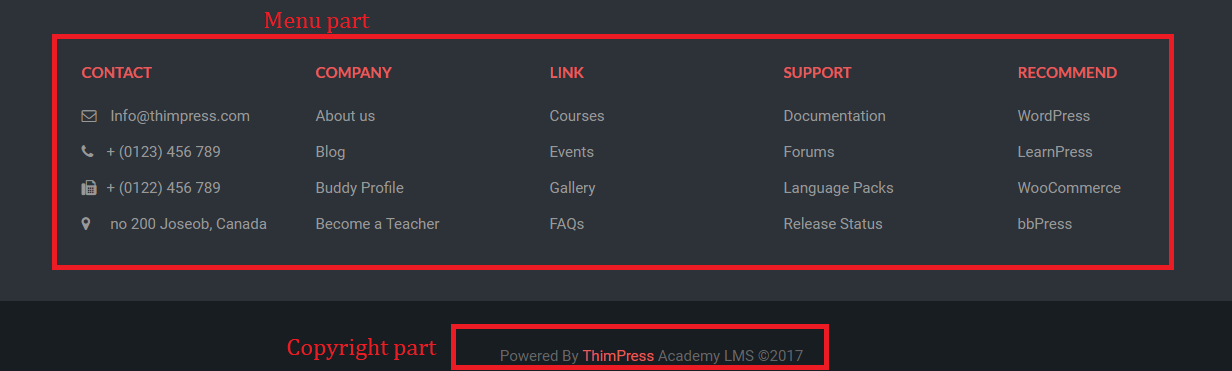 Menu part
CONTACT COMPANY LINK SUPPORT RECOMMEND
Info@thimpress.com About us Courses Documentation WordPress
+ (0123) 456 789 Blog Events Forums LearnPress
+ (0122) 456 789 Buddy Profile Gallery Language Packs WooCommerce
no 200 Joseob, Canada Become a Teacher FAQs Release Status bbPress
Copyright part
Powered By ThimPress Academy LMS ©2017